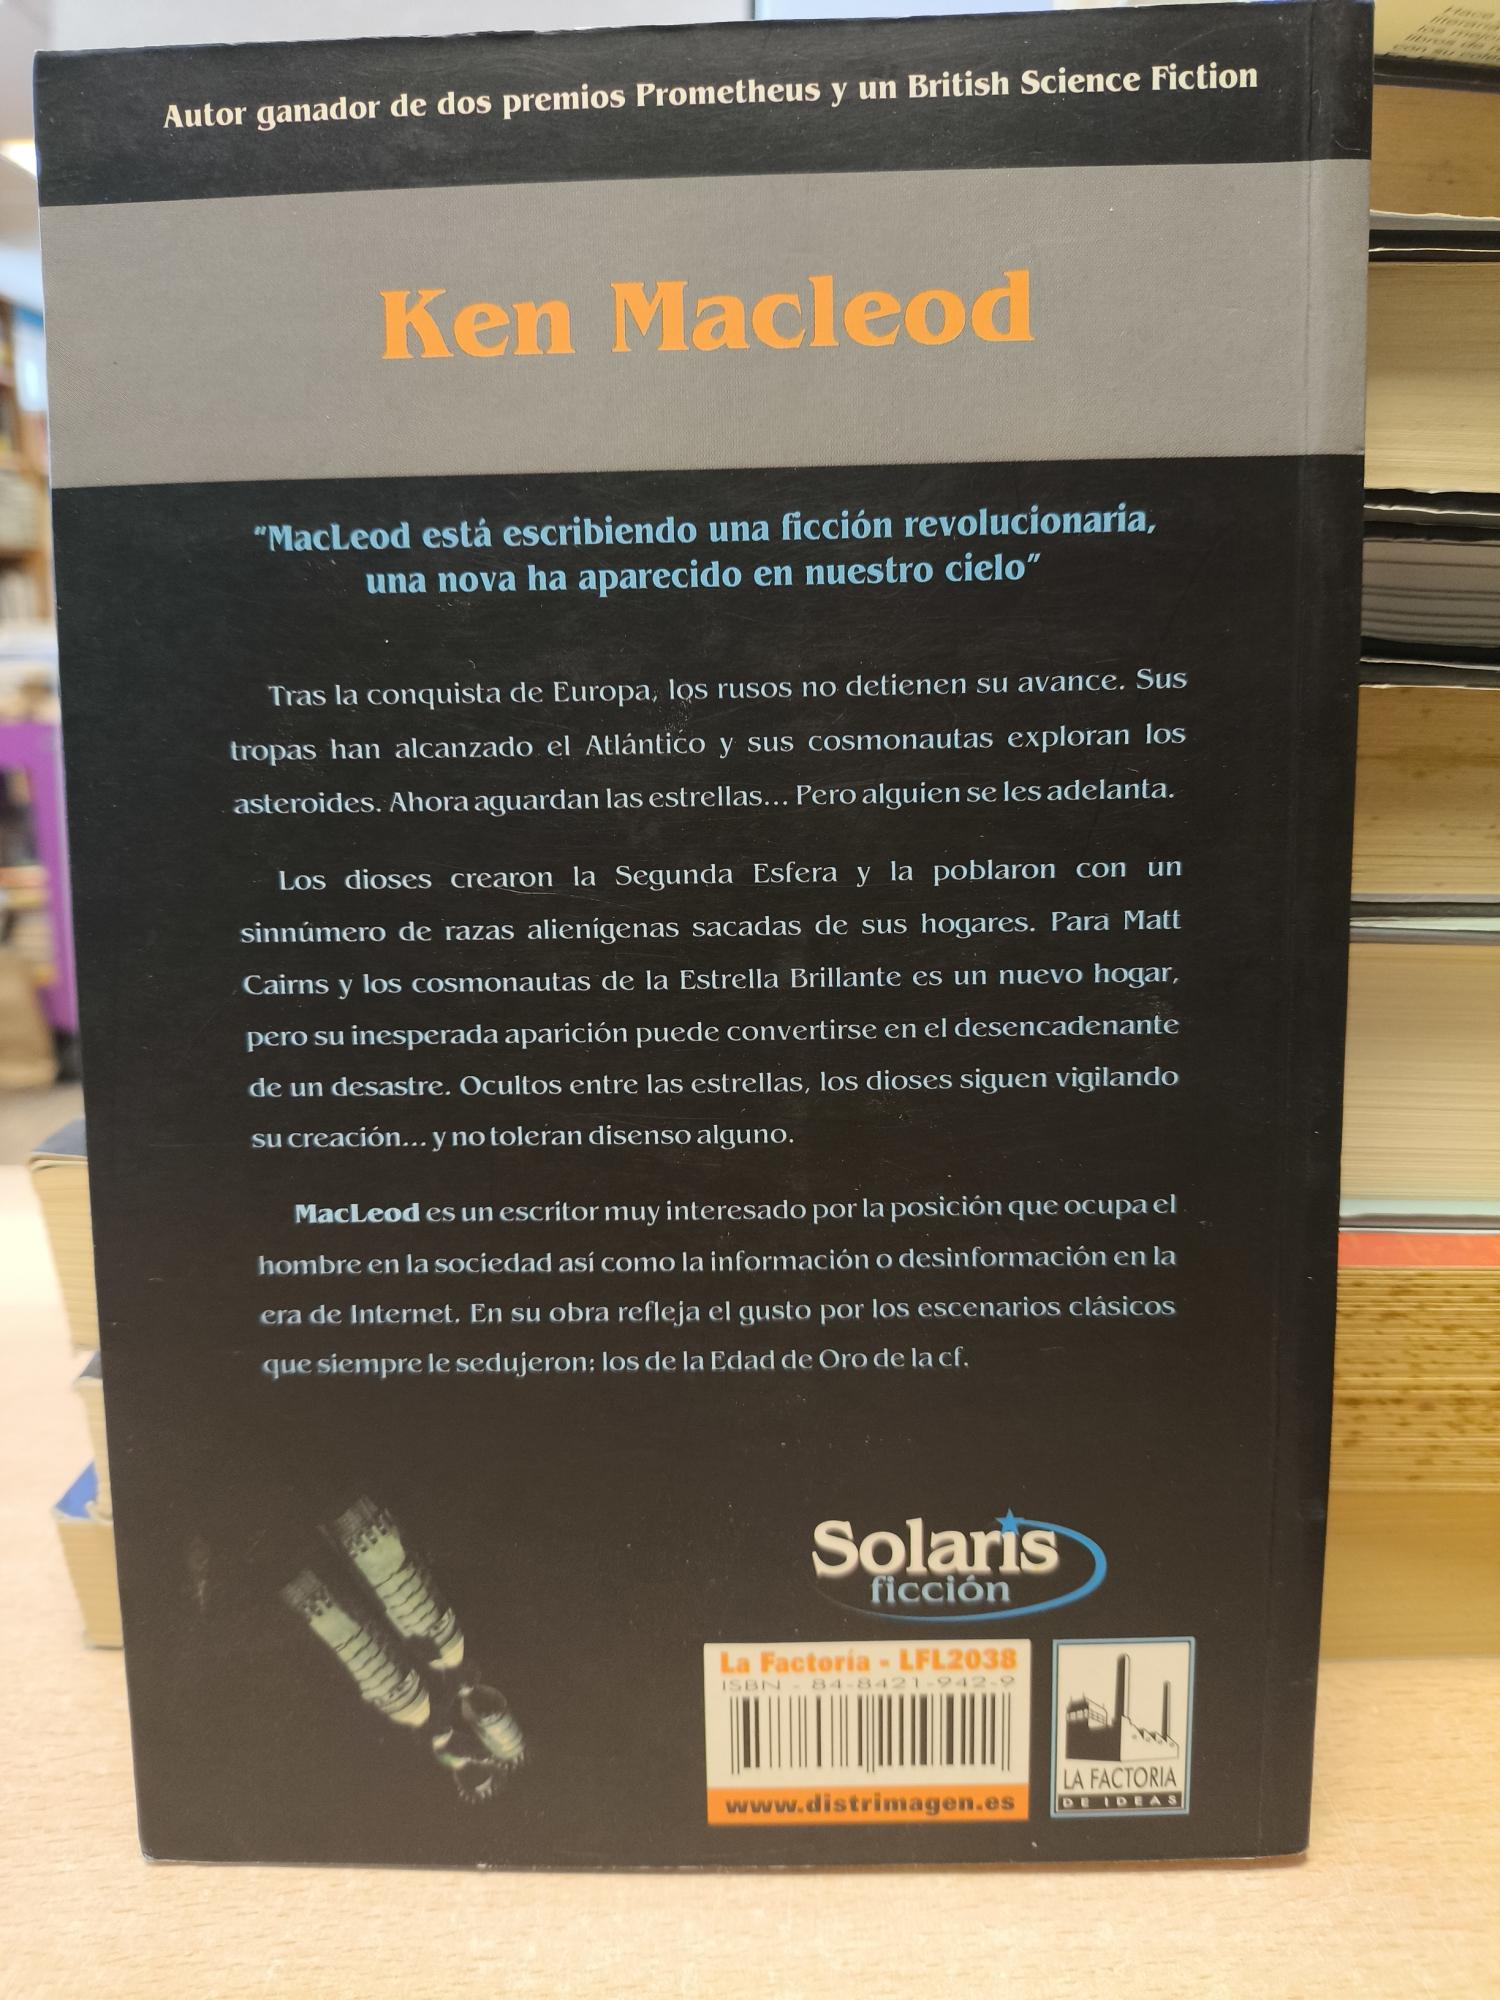 Autor ganador de dos premios Prometheus y un British Science Fiction
Ken Macleod
"MacLeod está escribiendo una ficción revolucionaria,
una nova ha aparecido en nuestro cielo"
Tras la conquista de Europa, los rusos no detienen su avance. Sus
tropas han alcanzado el Atlántico y sus cosmonautas exploran los
asteroides. Ahora aguardan las estrellas... Pero alguien se les adelanta.
Los dioses crearon la Segunda Esfera y la poblaron con un
sinnúmero de razas alienígenas sacadas de sus hogares. Para Matt
Cairns y los cosmonautas de la Estrella Brillante es un nuevo hogar,
pero su inesperada aparición puede convertirse en el desencadenante
de un desastre. Ocultos entre las estrellas, los dioses siguen vigilando
su creación... y no toleran disenso alguno.
MacLeod es un escritor muy interesado por la posición que ocupa el
hombre en la sociedad así como la información o desinformación en la
era de Internet. En su obra refleja el gusto por los escenarios clásicos
que siempre le sedujeron: los de la Edad de Oro de la cf.
Solaris
ficción
La Factoría - LFL2038
ISBN - 84-8421-942-9
www.distrimagen.es
LA FACTORIA
DE IDEAS